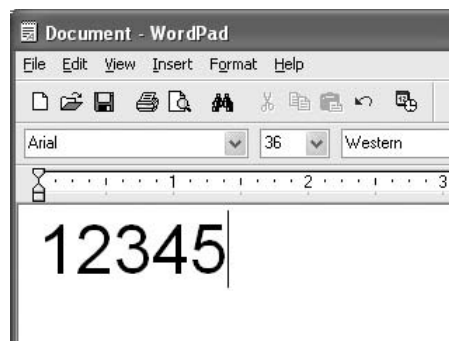 Document - WordPad
File Edit View Insert Format Help
Arial 36 Western
1 2 3
12345